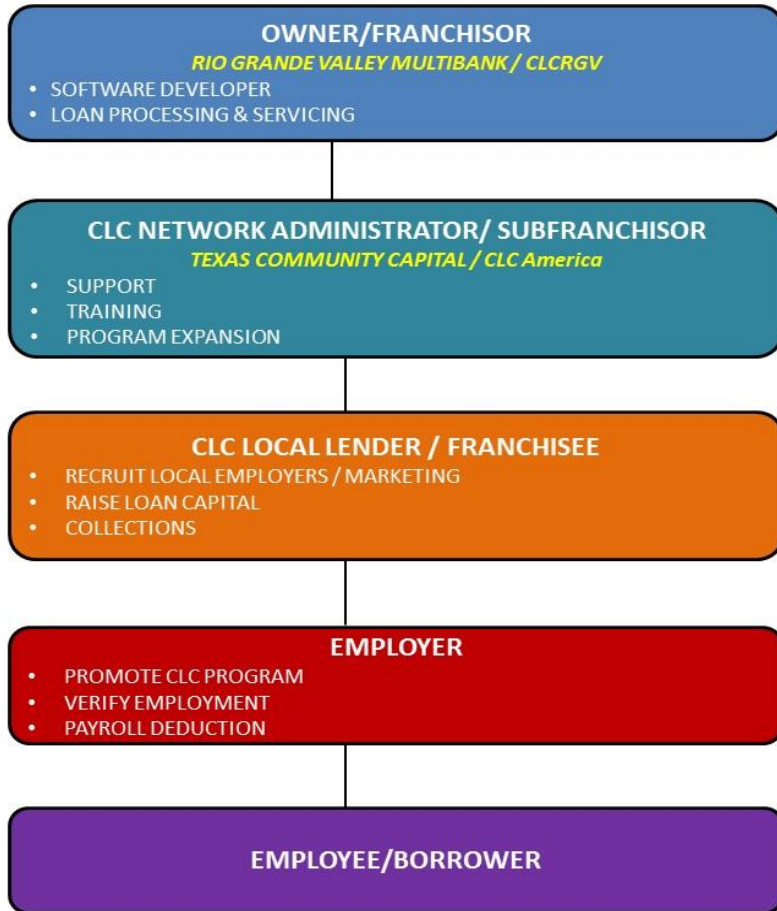 OWNER/FRANCHISOR
RIO GRANDE VALLEY MULTIBANK / CLCRGV
• SOFTWARE DEVELOPER
• LOAN PROCESSING & SERVICING
CLC NETWORK ADMINISTRATOR/ SUBFRANCHISOR
TEXAS COMMUNITY CAPITAL / CLC America
• SUPPORT
• TRAINING
• PROGRAM EXPANSION
CLC LOCAL LENDER / FRANCHISEE
• RECRUIT LOCAL EMPLOYERS / MARKETING
• RAISE LOAN CAPITAL
• COLLECTIONS
EMPLOYER
• PROMOTE CLC PROGRAM
• VERIFY EMPLOYMENT
• PAYROLL DEDUCTION
EMPLOYEE/BORROWER